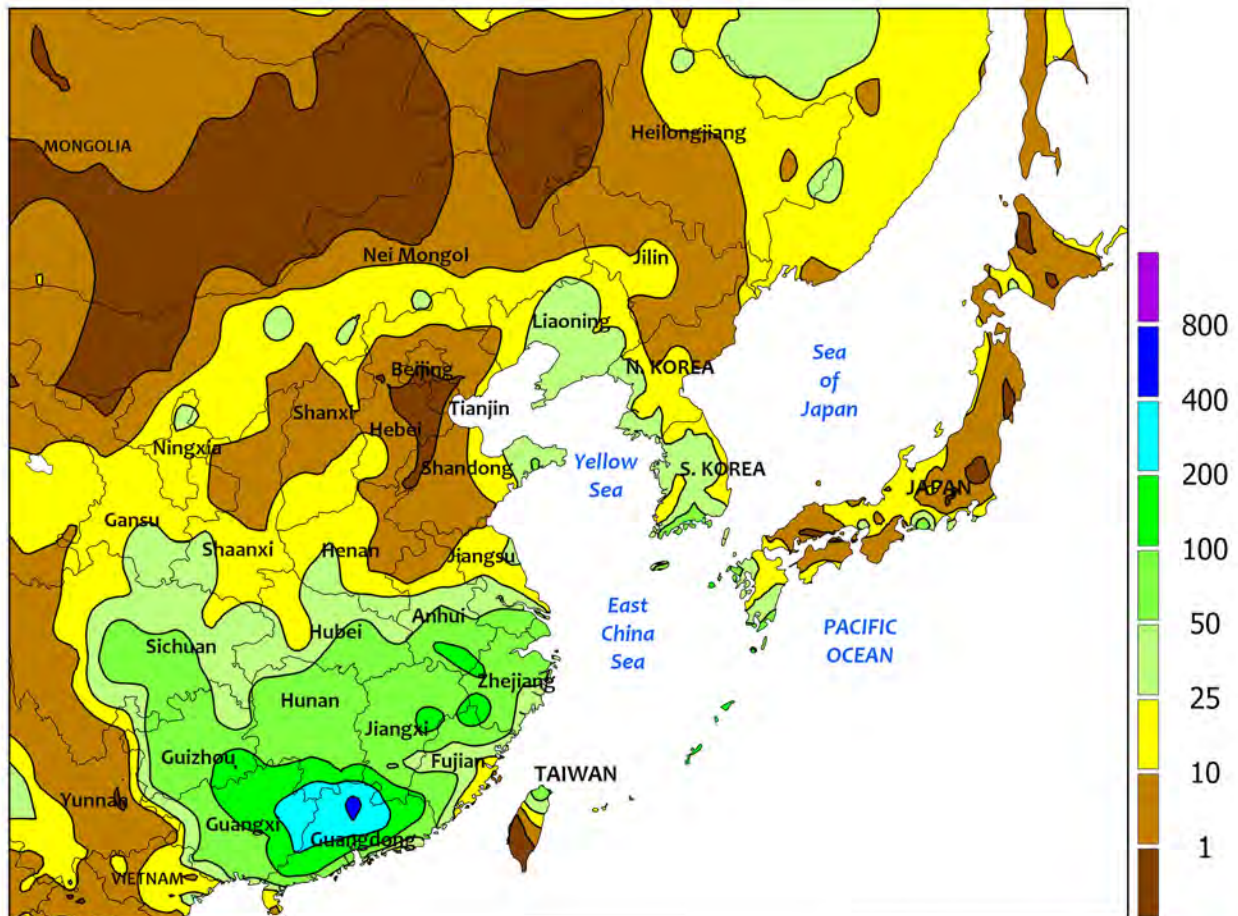 Heilongjiang
MONGOLIA
Nei Mongol
Jilin
Liaoning
Beijing
N. KOREA
Sea
of
Japan
Shanxi
Tianjin
Hebei
Ningxia
Shandong
Yellow
Sea
S. KOREA
JAPAN
Gansu
Shaanxi
Henan
Jiangsu
East
China
Sea
PACIFIC
OCEAN
Anhui
Hubei
Sichuan
Zhejiang
Hunan
Jiangxi
Guizhou
Fujian
TAIWAN
Yunnan
Guangxi
Guangdong
VIETNAM
800
400
200
100
50
25
10
1